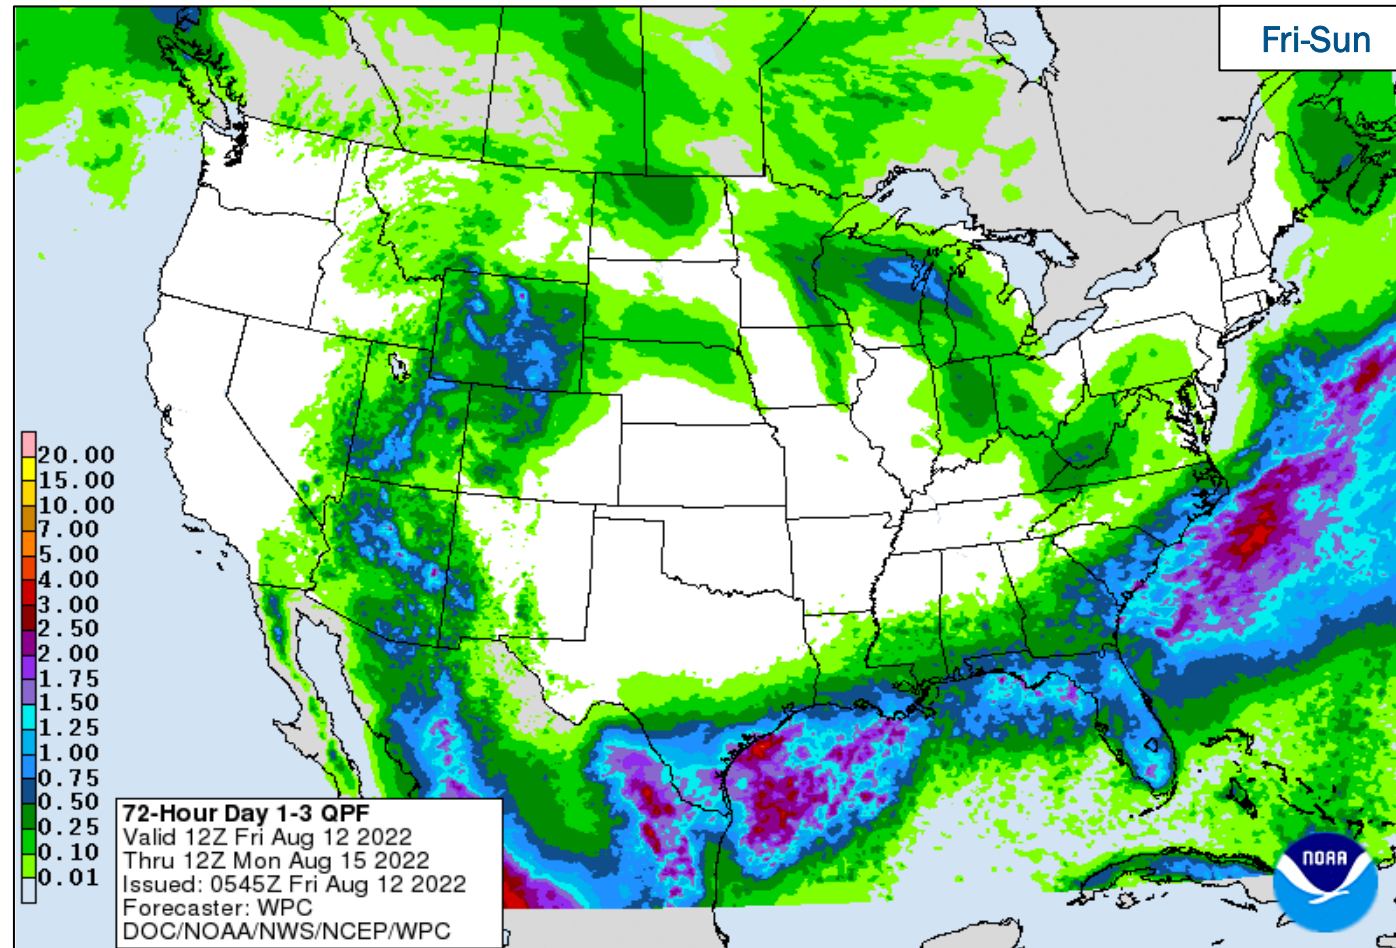 Fri-Sun
20.00
15.00
10.00
7.00
5.00
4.00
3.00
2.50
2.00
1.75
1.50
1.25
1.00
0.75
0.50
0.25
0.10
0.01
72-Hour Day 1-3 QPF
Valid 12Z Fri Aug 12 2022
Thru 12Z Mon Aug 15 2022
Issued: 0545Z Fri Aug 12 2022
Forecaster: WPC
DOC/NOAA/NWS/NCEP/WPC
NOAA